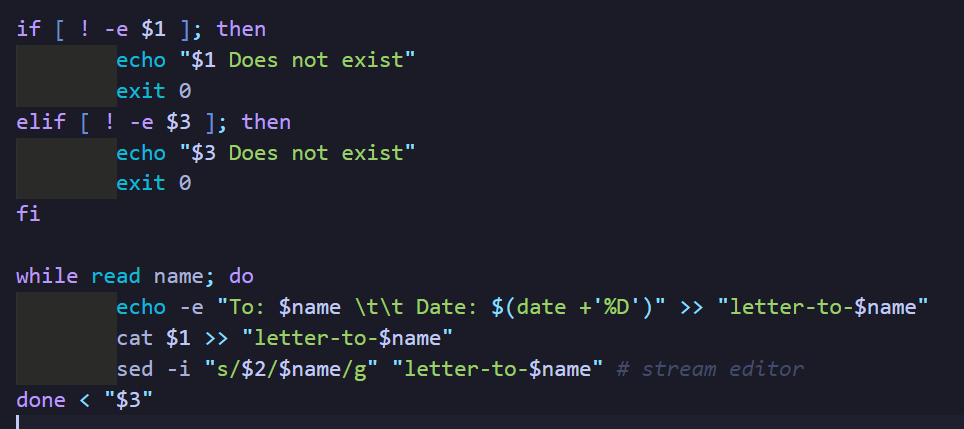 if [ ! -e $1 ]; then
echo "$1 Does not exist"
exit 0
elif [ ! -e $3 ]; then
echo "$3 Does not exist"
exit 0
fi
while read name; do
echo -e "To: $name \t\t Date: $(date +'%D')" >> "letter-to-$name"
cat $1 >> "letter-to-$name"
sed -i "s/$2/$name/g" "letter-to-$name" # stream editor
done < "$3"